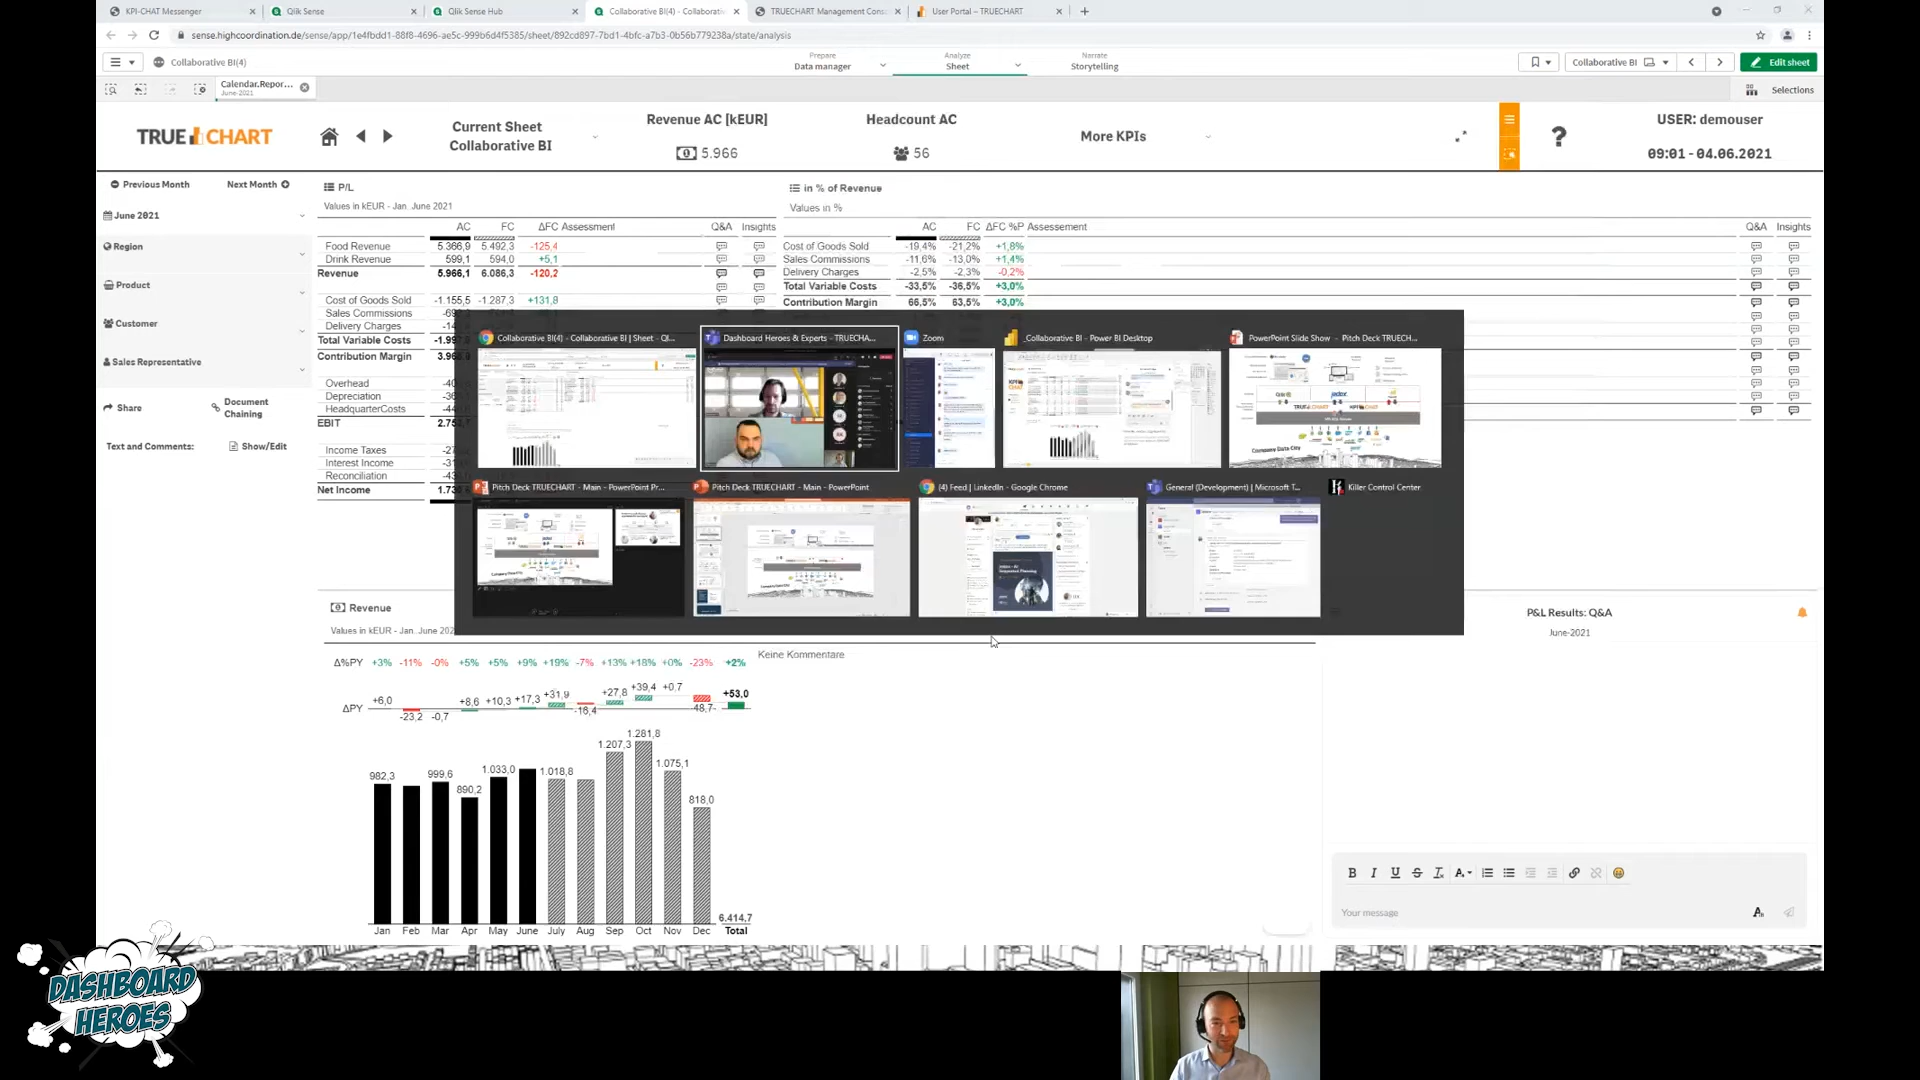 KPI-CHAT Messenger
Qlik Sense
Qlik Sense Hub
Collaborative BI(4) - Collaborativ
TRUECHART Management Cons
User Portal – TRUECHART
sense.highcoordination.de/sense/app/1e4fbdd1-88f8-4696-ae5c-999b6d4f5385/sheet/892cd897-7bd1-4bfc-a7b3-0b56b779238a/state/analysis
Collaborative BI(4)
Prepare
Data manager
Analyze
Sheet
Narrate
Storytelling
Collaborative BI
Edit sheet
Calendar.Repor...
June-2021
Selections
TRUE CHART
Current Sheet
Collaborative BI
Revenue AC [kEUR]
5.966
Headcount AC
56
More KPIs
?
USER: demouser
09:01 - 04.06.2021
Previous Month
Next Month
June 2021
Region
Product
Customer
Sales Representative
Share
Document
Chaining
Text and Comments:
Show/Edit
P/L
Values in kEUR - Jan..June 2021
AC FC ΔFC Assessment Q&A Insights
Food Revenue 5.366,9 5.492,3 -125,4
Drink Revenue 599,1 594,0 +5,1
Revenue 5.966,1 6.086,3 -120,2
Cost of Goods Sold -1.155,5 -1.287,3 +131,8
Sales Commissions
Delivery Charges
Total Variable Costs
Contribution Margin
Overhead
Depreciation
HeadquarterCosts
EBIT
Income Taxes
Interest Income
Reconciliation
Net Income
in % of Revenue
Values in %
AC FC ΔFC %P Assessement Q&A Insights
Cost of Goods Sold -19,4% -21,2% +1,8%
Sales Commissions -11,6% -13,0% +1,4%
Delivery Charges -2,5% -2,3% -0,2%
Total Variable Costs -33,5% -36,5% +3,0%
Contribution Margin 66,5% 63,5% +3,0%
Collaborative BI(4) - Collaborative BI | Sheet - Ql...
Dashboard Heroes & Experts - TRUECHA...
Zoom
_Collaborative BI - Power BI Desktop
PowerPoint Slide Show - Pitch Deck TRUECH...
Pitch Deck TRUECHART - Main - PowerPoint Pr...
Pitch Deck TRUECHART - Main - PowerPoint
(4) Feed | LinkedIn - Google Chrome
General (Development) | Microsoft T...
Killer Control Center
Revenue
Values in kEUR - Jan..June 202
Keine Kommentare
Δ%PY +3% -11% -0% +5% +5% +9% +19% -7% +13% +18% +0% -23% +2%
ΔPY +6,0 -23,2 -0,7 +8,6 +10,3 +17,3 +31,9 -16,4 +27,8 +39,4 +0,7 -48,7 +53,0
982,3 999,6 890,2 1.033,0 1.018,8 1.207,3 1.281,8 1.075,1 818,0 6.414,7
Jan Feb Mar Apr May June July Aug Sep Oct Nov Dec Total
P&L Results: Q&A
June-2021
B I U S Tx A
Your message
A
DASHBOARD
HEROES